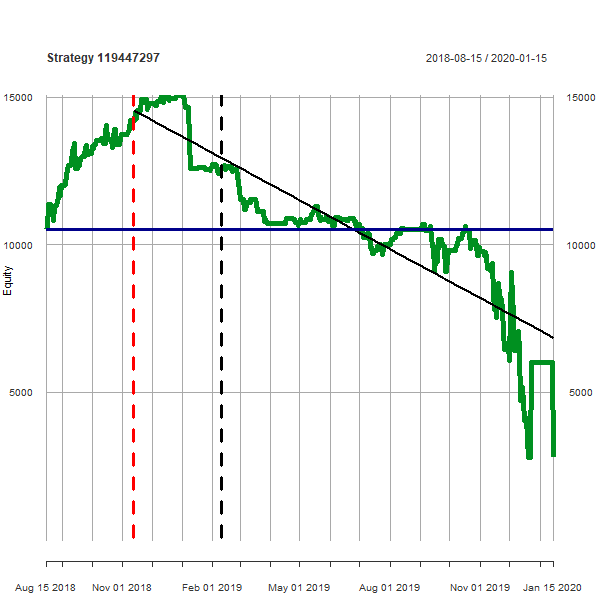 Strategy 119447297
2018-08-15 / 2020-01-15
15000
15000
10000
10000
Equity
5000
5000
Aug 15 2018
Nov 01 2018
Feb 01 2019
May 01 2019
Aug 01 2019
Nov 01 2019
Jan 15 2020